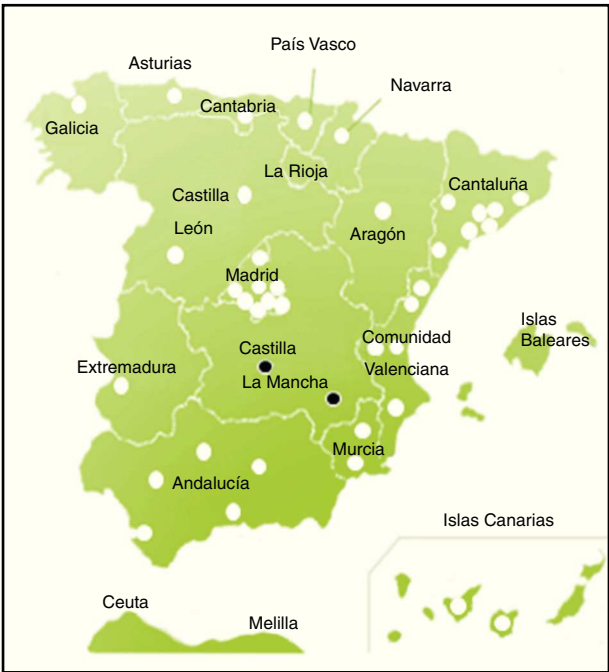 País Vasco
Asturias
Navarra
Cantabria
Galicia
La Rioja
Castilla
Cantaluña
León
Aragón
Madrid
Islas
Baleares
Comunidad
Valenciana
Castilla
La Mancha
Extremadura
Murcia
Andalucía
Islas Canarias
Ceuta
Melilla